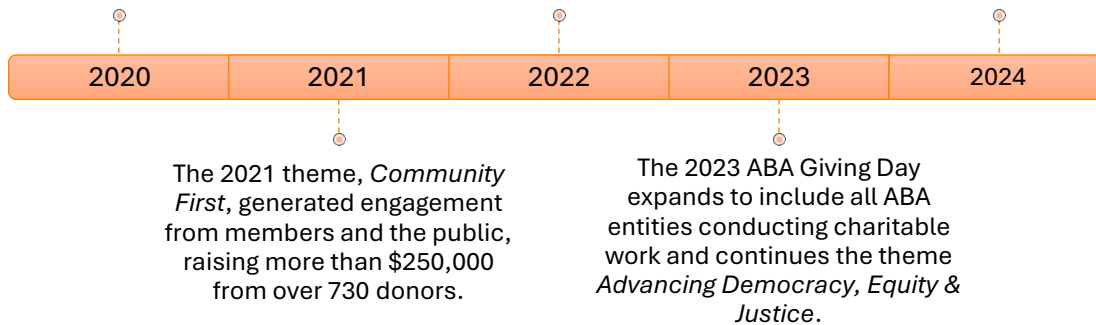 2020
2021
2022
2023
2024
The 2021 theme, Community
First, generated engagement
from members and the public,
raising more than $250,000
from over 730 donors.
The 2023 ABA Giving Day
expands to include all ABA
entities conducting charitable
work and continues the theme
Advancing Democracy, Equity &
Justice.